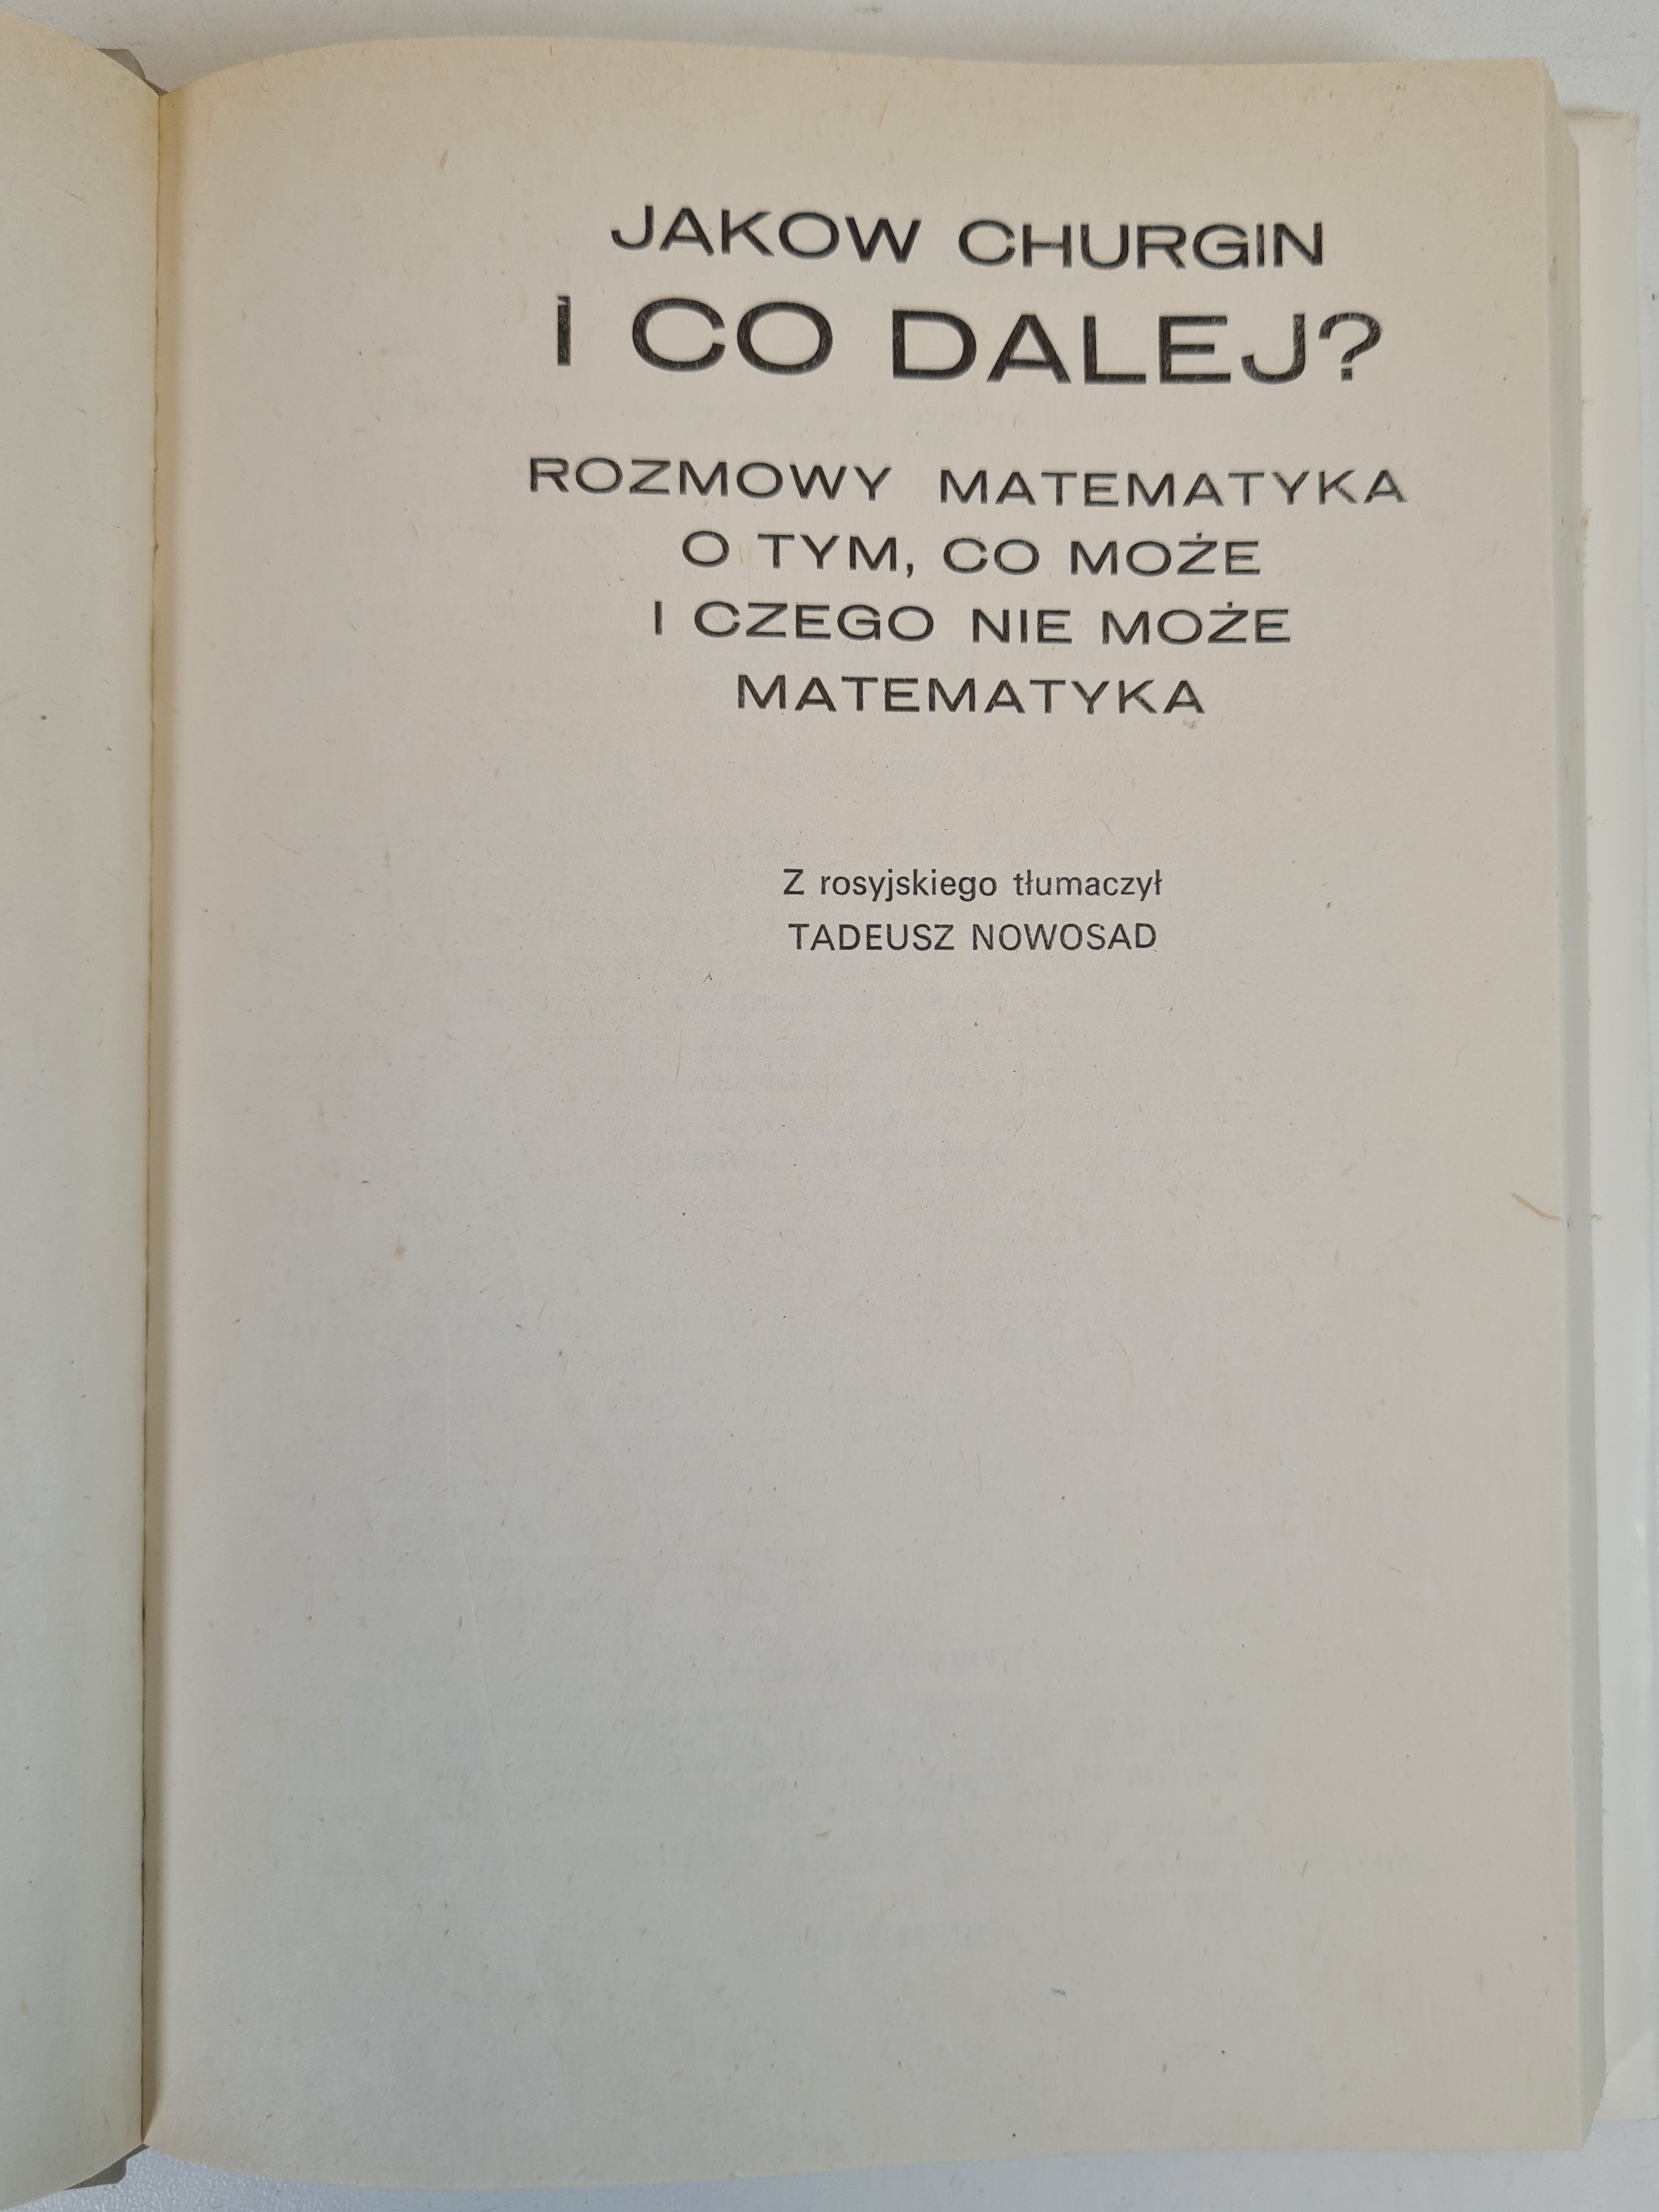 JAKOW CHURGIN
I CO DALEJ?
ROZMOWY MATEMATYKA
O TYM, CO MOŻE
I CZEGO NIE MOŻE
MATEMATYKA
Z rosyjskiego tłumaczył
TADEUSZ NOWOSAD